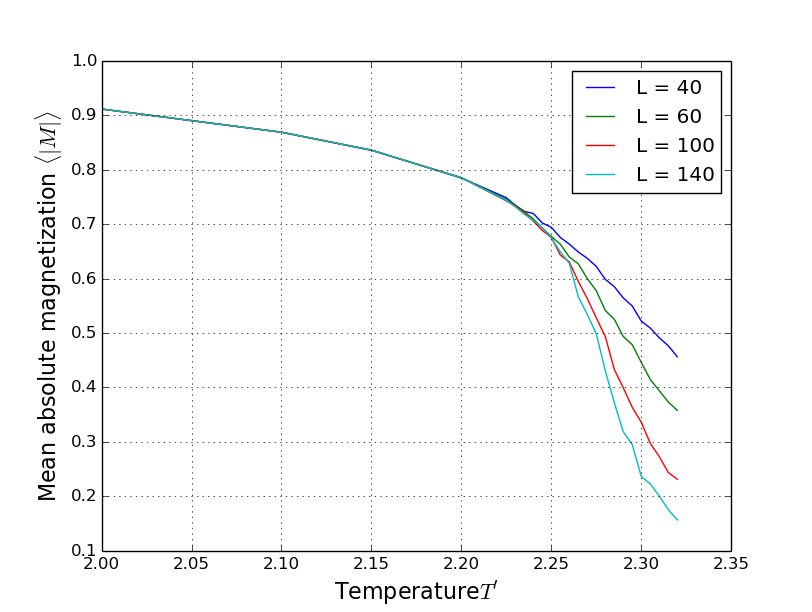 1.0
0.9
0.8
0.7
0.6
0.5
0.4
0.3
0.2
0.1
Mean absolute magnetization ⟨|M|⟩
L = 40
L = 60
L = 100
L = 140
2.00 2.05 2.10 2.15 2.20 2.25 2.30 2.35
TemperatureT′